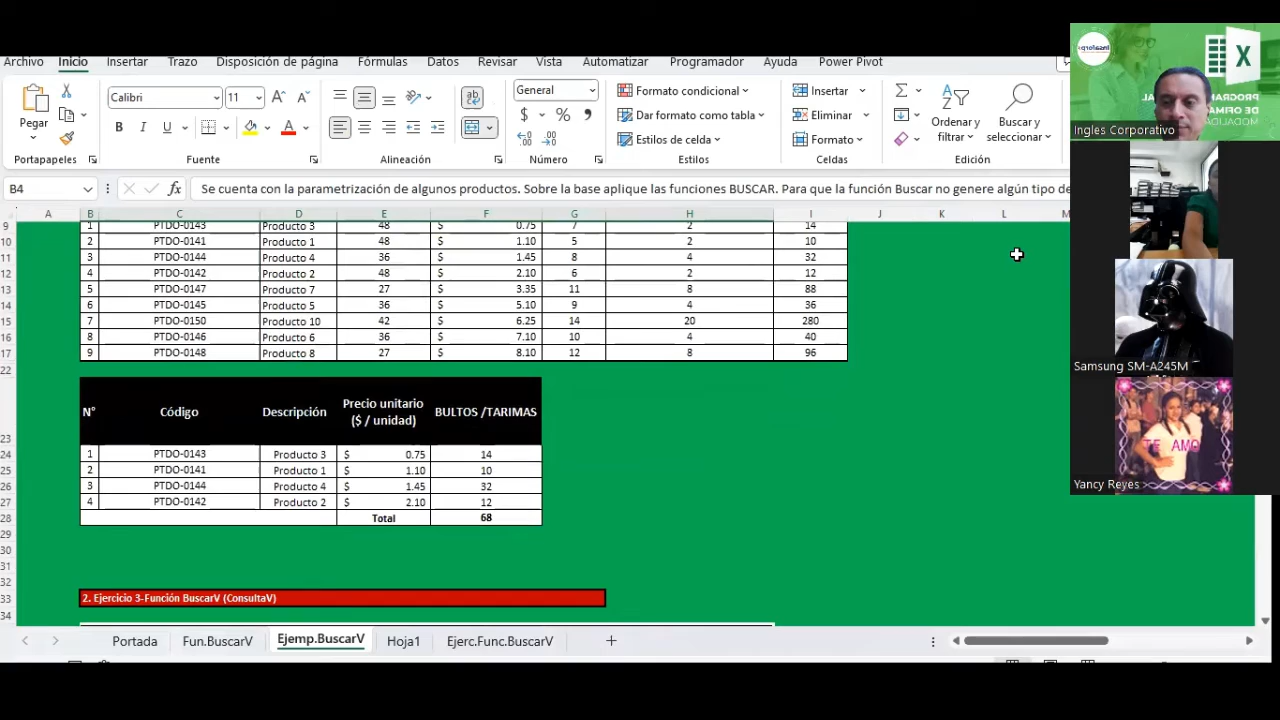 Archivo Inicio Insertar Trazo Disposición de página Fórmulas Datos Revisar Vista Automatizar Programador Ayuda Power Pivot
Pegar
Calibri 11
General
Formato condicional
Dar formato como tabla
Estilos de celda
Insertar
Eliminar
Formato
Ordenar y filtrar
Buscar y seleccionar
Portapapeles Fuente Alineación Número Estilos Celdas Edición
B4 fx Se cuenta con la parametrización de algunos productos. Sobre la base aplique las funciones BUSCAR. Para que la función Buscar no genere algún tipo de
A B C D E F G H I J K L M
9 1 PTDO-0143 Producto 3 48 $ 0.75 7 2 14
10 2 PTDO-0141 Producto 1 48 $ 1.10 5 2 10
11 3 PTDO-0144 Producto 4 36 $ 1.45 8 4 32
12 4 PTDO-0142 Producto 2 48 $ 2.10 6 2 12
13 5 PTDO-0147 Producto 7 27 $ 3.35 11 8 88
14 6 PTDO-0145 Producto 5 36 $ 5.10 9 4 36
15 7 PTDO-0150 Producto 10 42 $ 6.25 14 20 280
16 8 PTDO-0146 Producto 6 36 $ 7.10 10 4 40
17 9 PTDO-0148 Producto 8 27 $ 8.10 12 8 96
22
23 N° Código Descripción Precio unitario ($ / unidad) BULTOS /TARIMAS
24 1 PTDO-0143 Producto 3 $ 0.75 14
25 2 PTDO-0141 Producto 1 $ 1.10 10
26 3 PTDO-0144 Producto 4 $ 1.45 32
27 4 PTDO-0142 Producto 2 $ 2.10 12
28 Total 68
29
30
31
32
33 2. Ejercicio 3-Función BuscarV (ConsultaV)
34
Portada Fun.BuscarV Ejemp.BuscarV Hoja1 Ejerc.Func.BuscarV
Ingles Corporativo
Samsung SM-A245M
TE AMO
Yancy Reyes